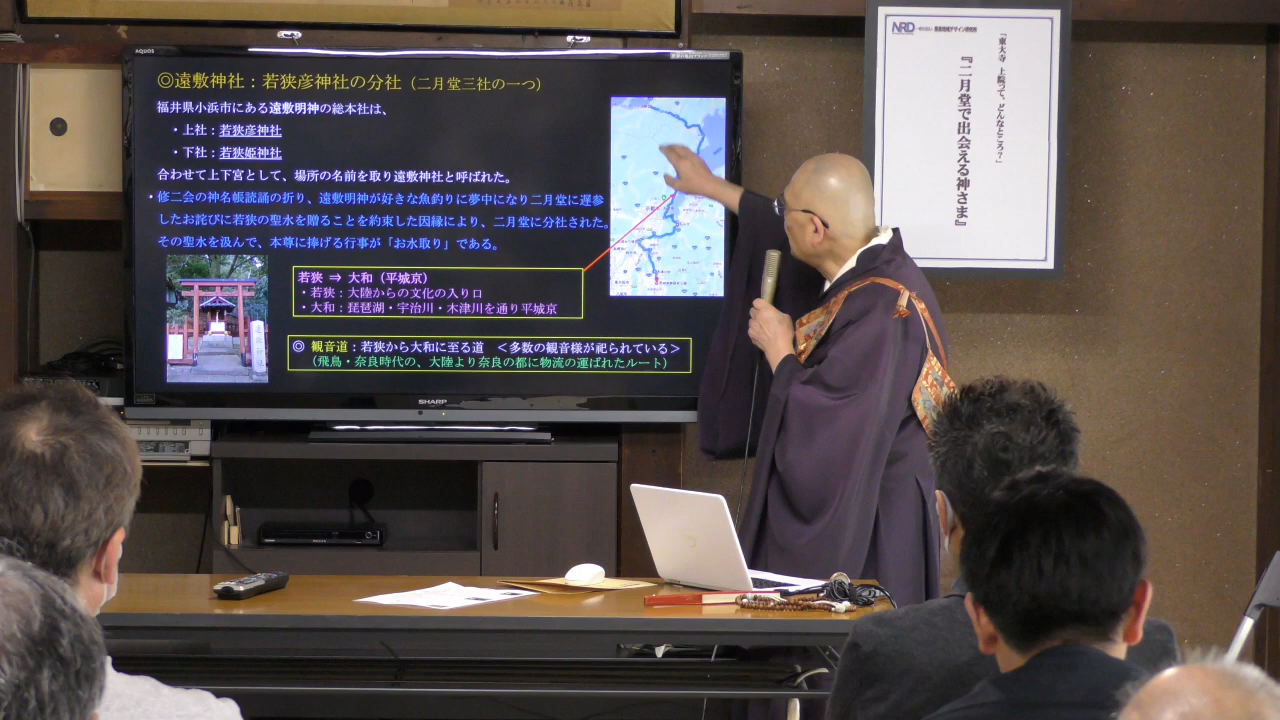 AQUOS
◎遠敷神社：若狭彦神社の分社（二月堂三社の一つ）
福井県小浜市にある遠敷明神の総本社は、
・上社：若狭彦神社
・下社：若狭姫神社
合わせて上下宮として、場所の名前を取り遠敷神社と呼ばれた。
・修二会の神名帳読誦の折り、遠敷明神が好きな魚釣りに夢中になり二月堂に遅参
したお詫びに若狭の聖水を贈ることを約束した因縁により、二月堂に分社された。
その聖水を汲んで、本尊に捧げる行事が「お水取り」である。
若狭 ⇒ 大和（平城京）
・若狭：大陸からの文化の入り口
・大和：琵琶湖・宇治川・木津川を通り平城京
◎ 観音道：若狭から大和に至る道 ＜多数の観音様が祀られている＞
（飛鳥・奈良時代の、大陸より奈良の都に物流の運ばれたルート）
SHARP
NRD
「東大寺 上院って、どんなところ？」
『二月堂で出会える神さま』